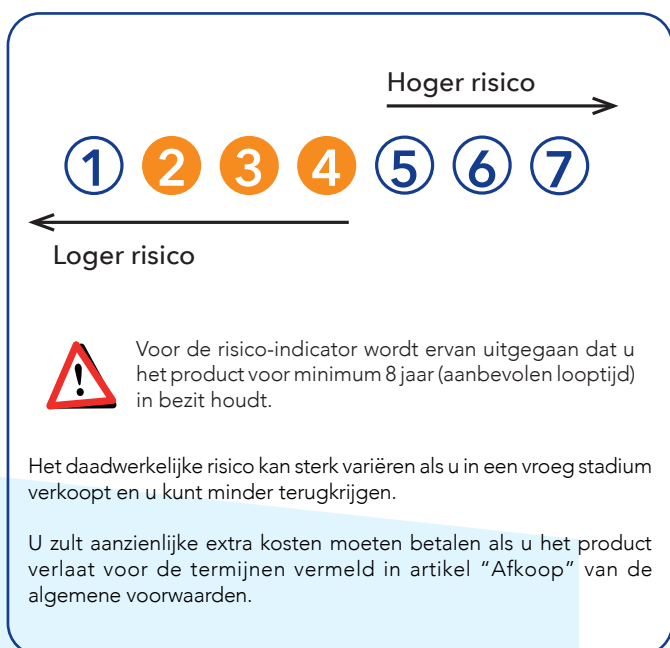 Hoger risico
1 2 3 4 5 6 7
Loger risico
!
Voor de risico-indicator wordt ervan uitgegaan dat u
het product voor minimum 8 jaar (aanbevolen looptijd)
in bezit houdt.
Het daadwerkelijke risico kan sterk variëren als u in een vroeg stadium
verkoopt en u kunt minder terugkrijgen.
U zult aanzienlijke extra kosten moeten betalen als u het product
verlaat voor de termijnen vermeld in artikel “Afkoop” van de
algemene voorwaarden.